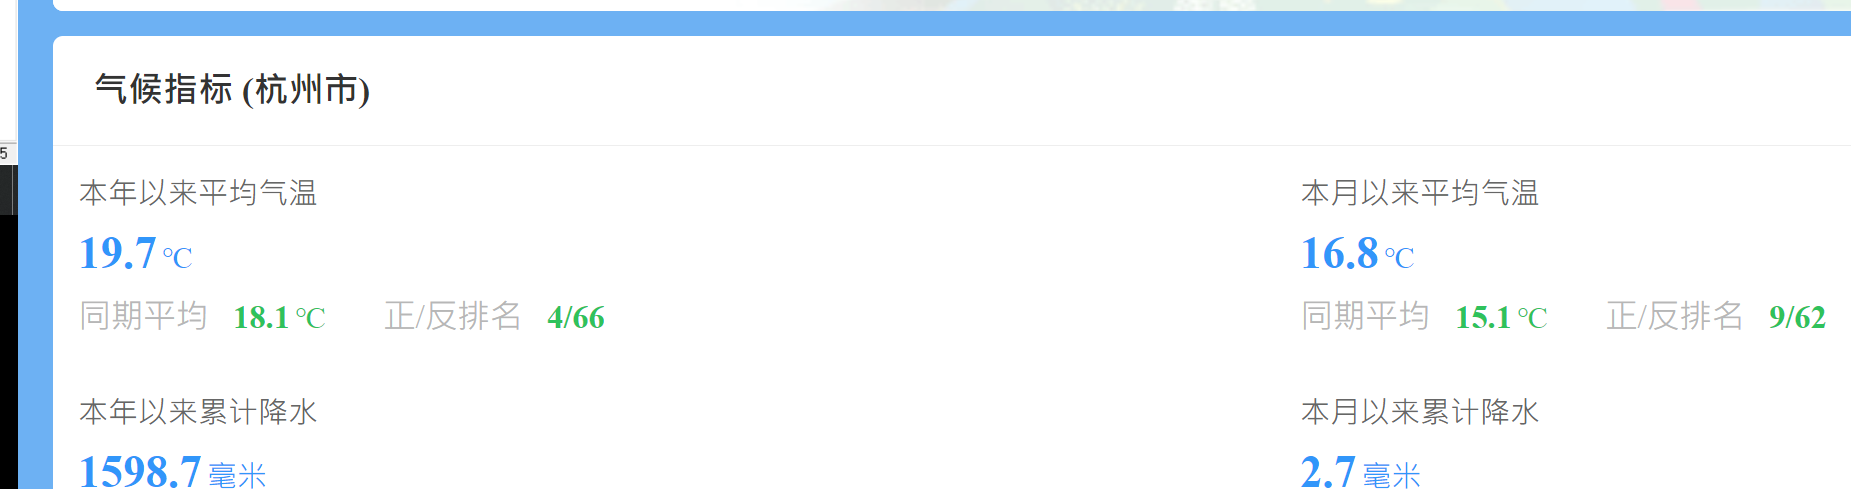 5
气候指标 (杭州市)
本年以来平均气温
19.7 °C
同期平均 18.1 °C 正/反排名 4/66
本月以来平均气温
16.8 °C
同期平均 15.1 °C 正/反排名 9/62
本年以来累计降水
1598.7 毫米
本月以来累计降水
2.7 毫米